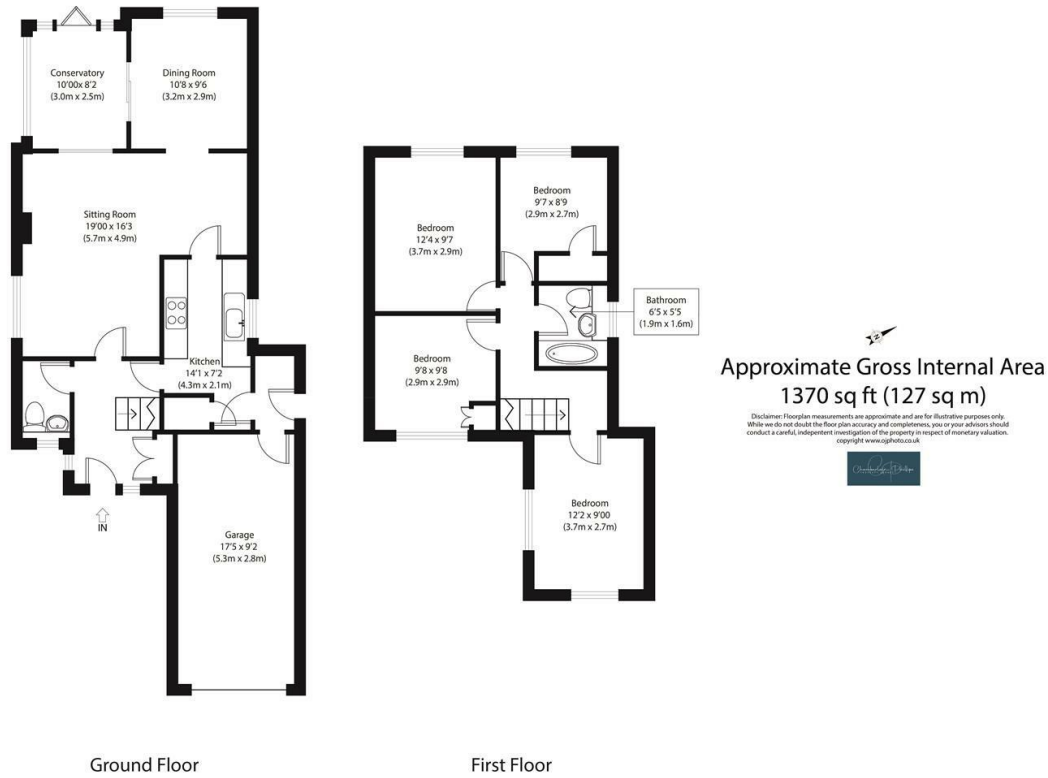 Conservatory
10'00x 8'2
(3.0m x 2.5m)
Dining Room
10'8 x 9'6
(3.2m x 2.9m)
Sitting Room
19'00 x 16'3
(5.7m x 4.9m)
Kitchen
14'1 x 7'2
(4.3m x 2.1m)
IN
Garage
17'5 x 9'2
(5.3m x 2.8m)
Ground Floor
Bedroom
12'4 x 9'7
(3.7m x 2.9m)
Bedroom
9'7 x 8'9
(2.9m x 2.7m)
Bathroom
6'5 x 5'5
(1.9m x 1.6m)
Bedroom
9'8 x 9'8
(2.9m x 2.9m)
Bedroom
12'2 x 9'00
(3.7m x 2.7m)
First Floor
N
Approximate Gross Internal Area
1370 sq ft (127 sq m)
Disclaimer: Floorplan measurements are approximate and are for illustrative purposes only.
While we do not doubt the floor plan accuracy and completeness, you or your advisors should
conduct a careful, indepentent investigation of the property in respect of monetary valuation.
copyright www.ojphoto.co.uk